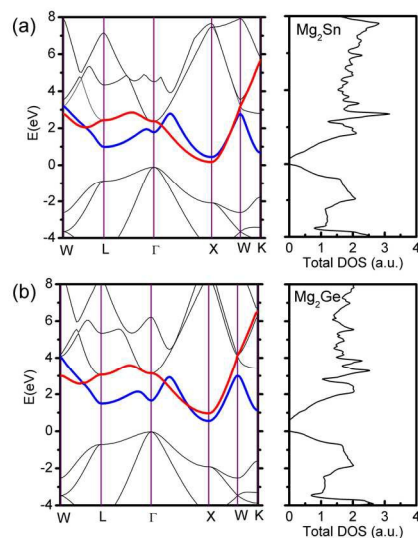 (a)
8
6
4
2
0
-2
-4
E(eV)
W L Γ X W K
Mg2Sn
0 1 2 3 4
Total DOS (a.u.)
(b)
8
6
4
2
0
-2
-4
E(eV)
W L Γ X W K
Mg2Ge
0 1 2 3 4
Total DOS (a.u.)